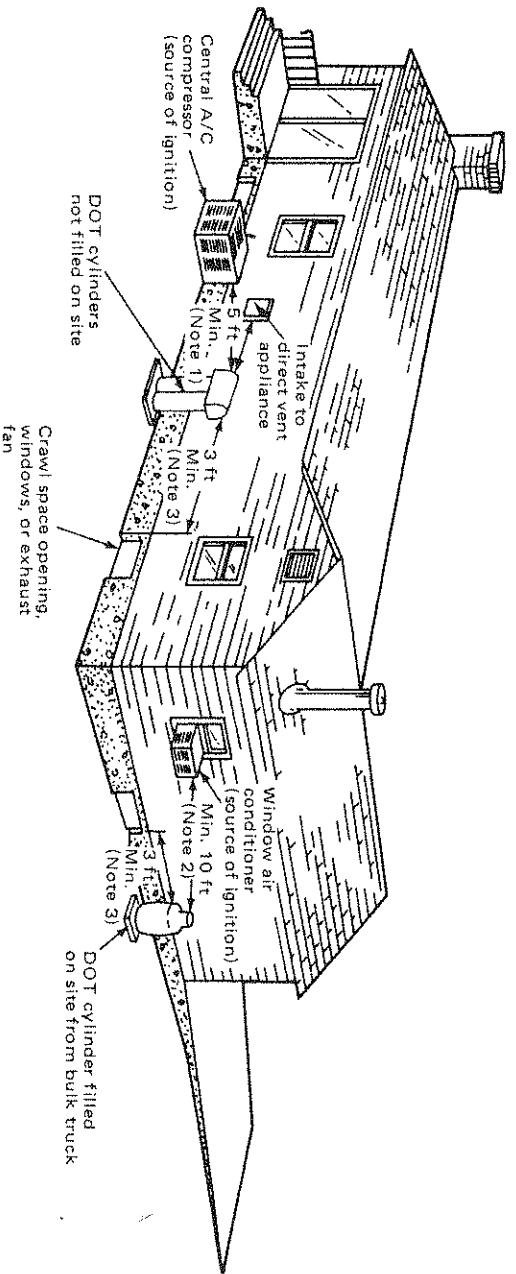 Central A/C
compressor
(source of ignition)
DOT cylinders
not filled on site
5 ft
Min.
(Note 1)
Intake to
direct vent
appliance
3 ft
Min.
(Note 3)
Crawl space opening,
windows, or exhaust
fan
Window air
conditioner
(source of ignition)
Min. 10 ft
(Note 2)
3 ft
Min.
(Note 3)
DOT cylinder filled
on site from bulk truck